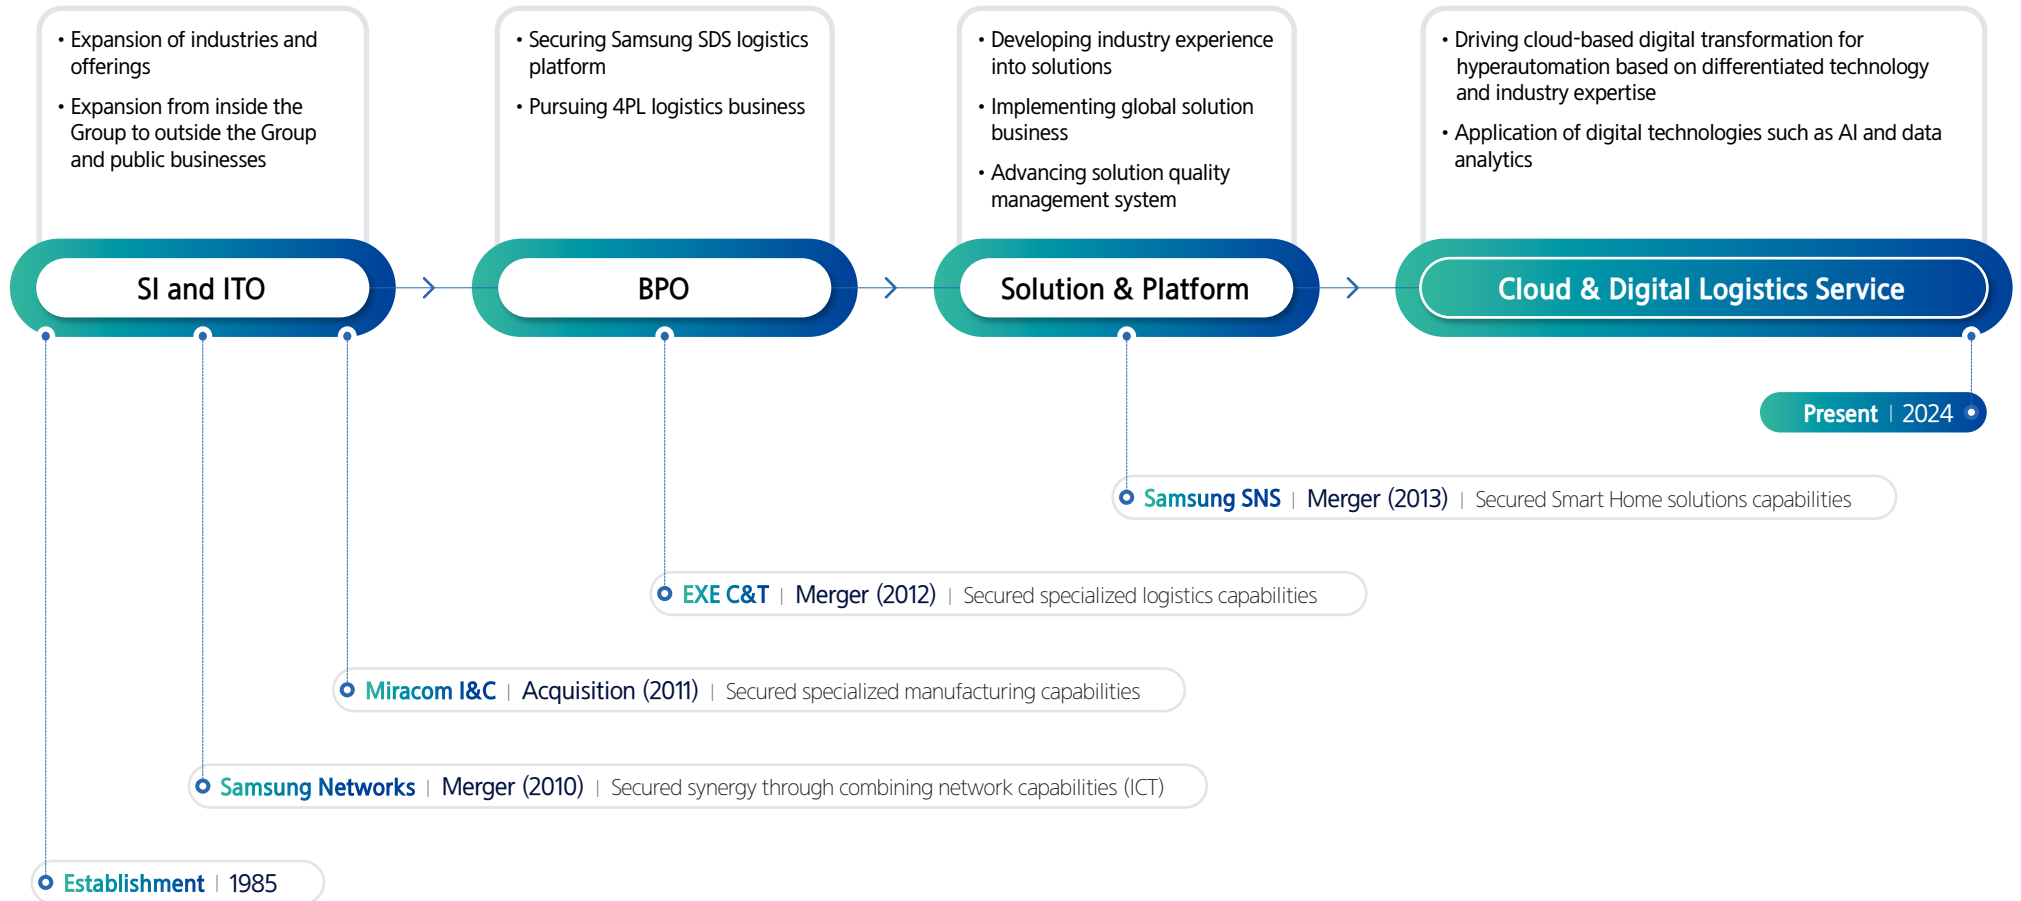 • Expansion of industries and
offerings
• Expansion from inside the
Group to outside the Group
and public businesses
• Securing Samsung SDS logistics
platform
• Pursuing 4PL logistics business
• Developing industry experience
into solutions
• Implementing global solution
business
• Advancing solution quality
management system
• Driving cloud-based digital transformation for
hyperautomation based on differentiated technology
and industry expertise
• Application of digital technologies such as AI and data
analytics
SI and ITO
BPO
Solution & Platform
Cloud & Digital Logistics Service
Present | 2024
Samsung SNS | Merger (2013) | Secured Smart Home solutions capabilities
EXE C&T | Merger (2012) | Secured specialized logistics capabilities
Miracom I&C | Acquisition (2011) | Secured specialized manufacturing capabilities
Samsung Networks | Merger (2010) | Secured synergy through combining network capabilities (ICT)
Establishment | 1985